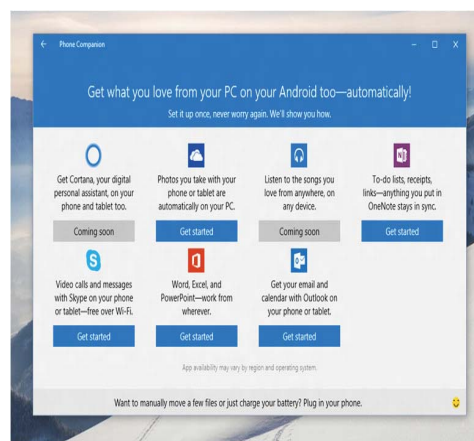 Phone Companion
Get what you love from your PC on your Android too—automatically!
Set it up once, never worry again. We'll show you how.
Get Cortana, your digital
personal assistant, on your
phone and tablet too.
Coming soon
Photos you take with your
phone or tablet are
automatically on your PC.
Get started
Listen to the songs you
love from anywhere, on
any device.
Coming soon
To-do lists, receipts,
links—anything you put in
OneNote stays in sync.
Get started
Video calls and messages
with Skype on your phone
or tablet—free over Wi-Fi.
Get started
Word, Excel, and
PowerPoint—work from
wherever.
Get started
Get your email and
calendar with Outlook on
your phone or tablet.
Get started
App availability may vary by region and operating system.
Want to manually move a few files or just charge your battery? Plug in your phone.